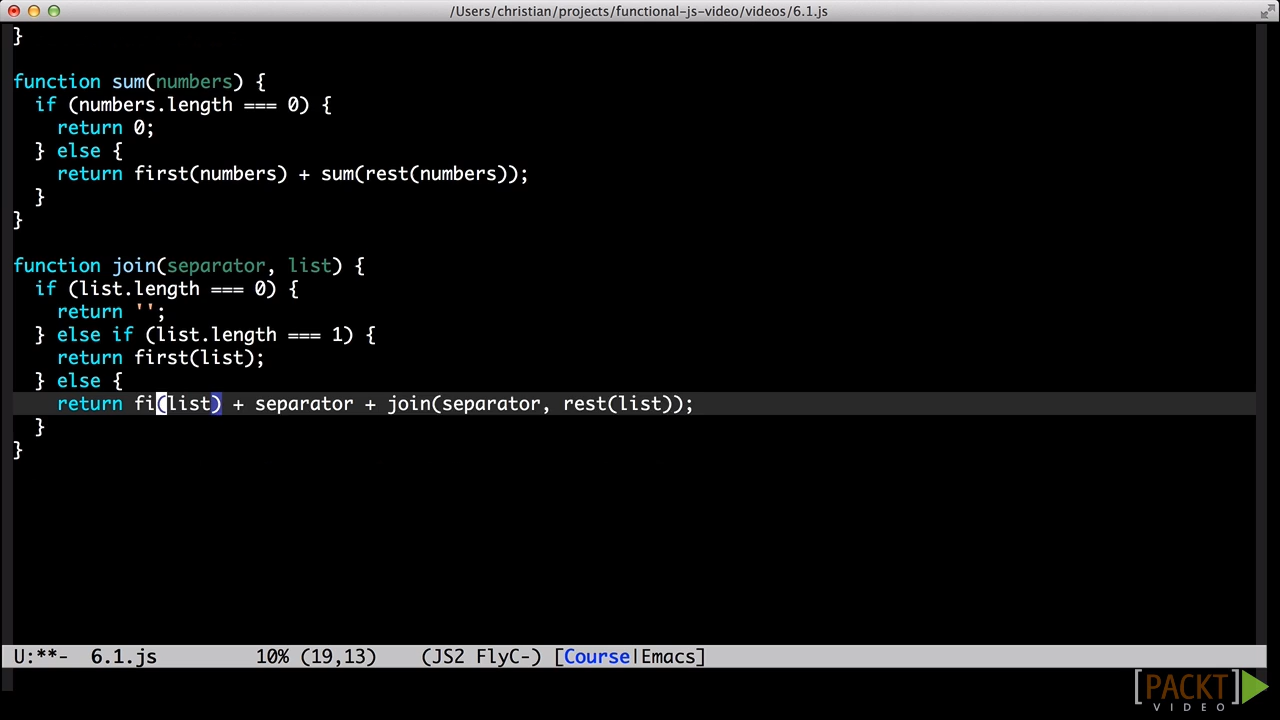 /Users/christian/projects/functional-js-video/videos/6.1.js
}
function sum(numbers) {
  if (numbers.length === 0) {
    return 0;
  } else {
    return first(numbers) + sum(rest(numbers));
  }
}
function join(separator, list) {
  if (list.length === 0) {
    return '';
  } else if (list.length === 1) {
    return first(list);
  } else {
    return fi(list) + separator + join(separator, rest(list));
  }
}
U:**-  6.1.js         10% (19,13)    (JS2 FlyC-) [Course|Emacs]
[PACKT
VIDEO